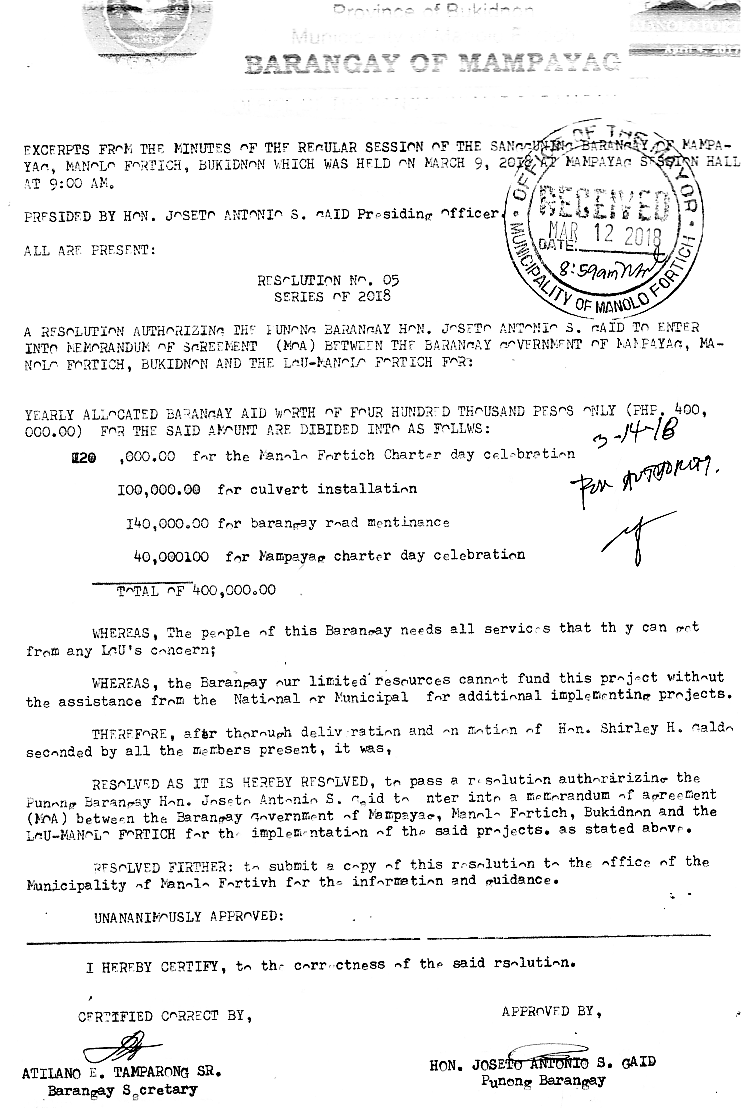 Province of Bukidnon
BARANGAY OF MAMPAYAG
EXCERPTS FROM THE MINUTES OF THE REGULAR SESSION OF THE SANGGUNING BARANGAY OF MAMPA-
YAG, MANOLO FORTICH, BUKIDNON WHICH WAS HELD ON MARCH 9, 2018 AT MAMPAYAG SESSION HALL
AT 9:00 AM.
PRESIDED BY HON. JOSETO ANTONIO S. GAID Presiding Officer.
ALL ARE PRESENT:
OFFICE OF THE MAYOR
RECEIVED
MAR 12 2018
DATE:
8:59am
MUNICIPALITY OF MANOLO FORTICH
RESOLUTION NO. 05
SERIES OF 2018
A RESOLUTION AUTHORIZING THE PUNONG BARANGAY HON. JOSETO ANTONIO S. GAID TO ENTER
INTO MEMORANDUM OF SGREEMENT (MOA) BETWEEN THE BARANGAY GOVERNMENT OF MAMPAYAG, MA-
NOLO FORTICH, BUKIDNON AND THE LGU-MANOLO FORTICH FOR:
YEARLY ALLOCATED BARANGAY AID WORTH OF FOUR HUNDRED THOUSAND PESOS ONLY (PHP. 400,
000.00) FOR THE SAID AMOUNT ARE DIBIDED INTO AS FOLLWS:
120 ,000.00 for the Manolo Fortich Charter day celebration
I00,000.00 for culvert installation
I40,000.00 for barangay road mentinance
40,000100 for Mampayag charter day celebration
TOTAL OF 400,000.00
3-14-18
For AUTHORITY.
WHEREAS, The people of this Barangay needs all services that th y can get
from any LGU's concern;
WHEREAS, the Barangay our limited resources cannot fund this project without
the assistance from the National or Municipal for additional implementing projects.
THEREFORE, after thorough deliv ration and on motion of Hon. Shirley H. Galdo
seconded by all the members present, it was,
RESOLVED AS IT IS HEREBY RESOLVED, to pass a resolution authoririzing the
Punong Barangay Hon. Joseto Antonio S. Gaid to nter into a memorandum of agreement
(MOA) between the Barangay Government of Mampayag, Manolo Fortich, Bukidnon and the
LGU-MANOLO FORTICH for the implementation of the said projects. as stated above.
RESOLVED FIRTHER: to submit a copy of this resolution to the office of the
Municipality of Manolo Fortivh for the information and guidance.
UNANANIMOUSLY APPROVED:
I HEREBY CERTIFY, to the correctness of the said rsolution.
CERTIFIED CORRECT BY,
APPROVED BY,
ATILANO E. TAMPARONG SR.
Barangay Secretary
HON. JOSETO ANTONIO S. GAID
Punong Barangay